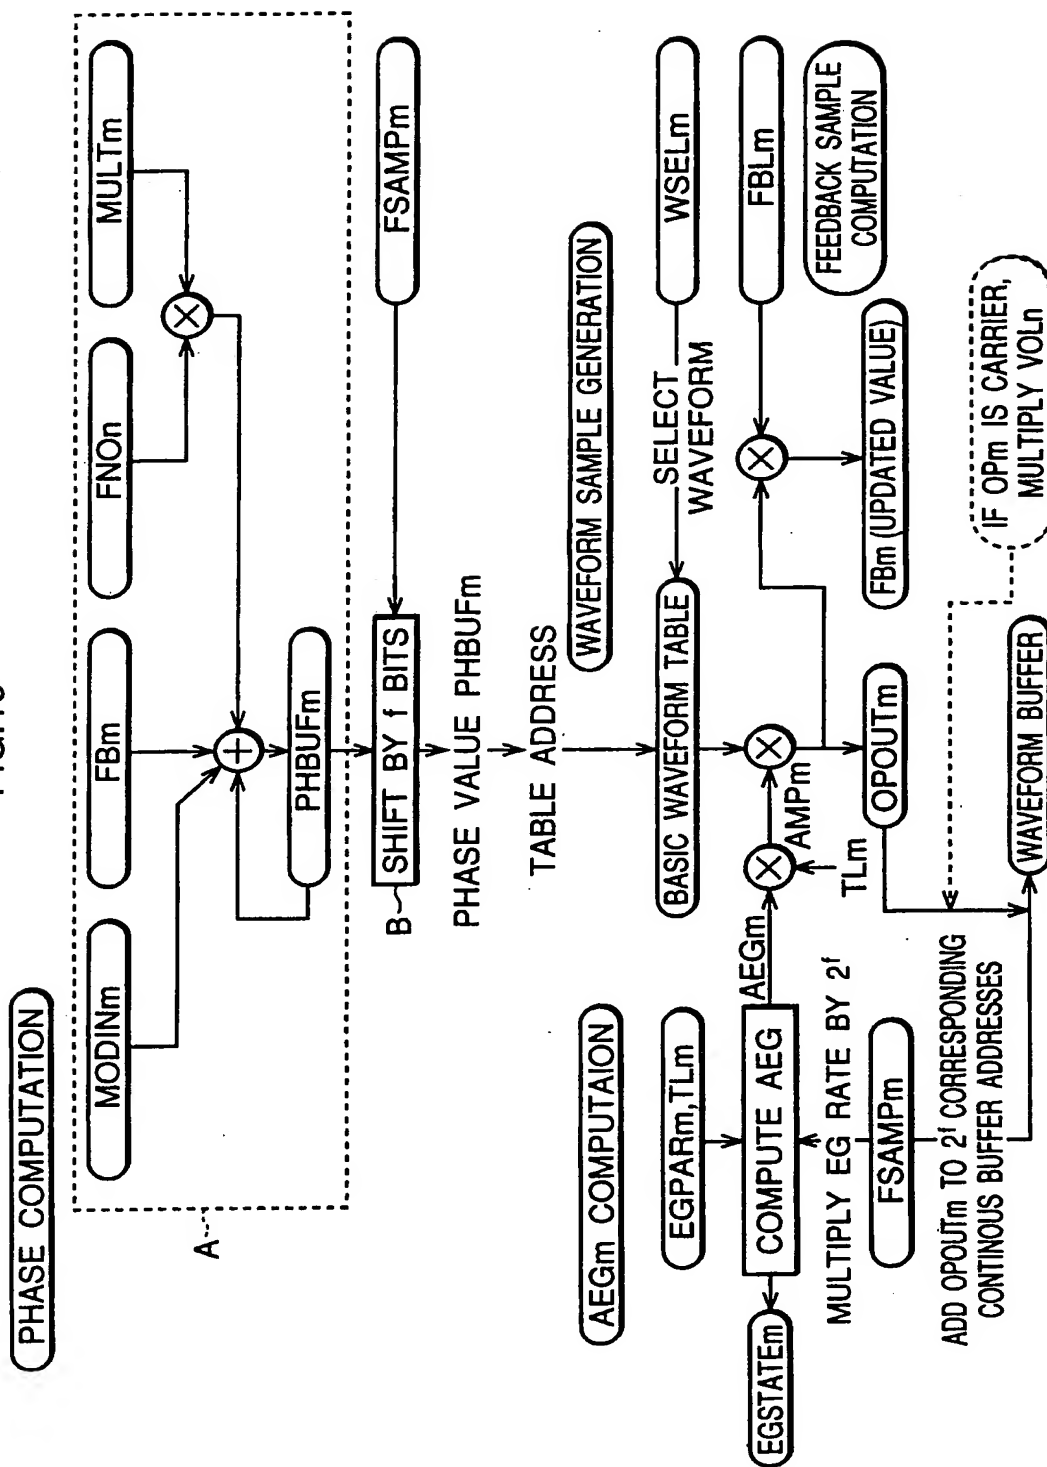 PHASE COMPUTATION
MODINm
FBm
FNOn
MULTm
A
PHBUFm
B
SHIFT BY f BITS
FSAMPm
PHASE VALUE PHBUFm
TABLE ADDRESS
WAVEFORM SAMPLE GENERATION
AEGm COMPUTAION
EGPARm,TLm
BASIC WAVEFORM TABLE
SELECT
WAVEFORM
WSELm
EGSTATEm
COMPUTE AEG
AEGm
AMPm
TLm
FBLm
MULTIPLY EG RATE BY 2f
FSAMPm
OPOUTm
FBm (UPDATED VALUE)
FEEDBACK SAMPLE
COMPUTATION
ADD OPOUTm TO 2f CORRESPONDING
CONTINOUS BUFFER ADDRESSES
WAVEFORM BUFFER
IF OPm IS CARRIER,
MULTIPLY VOLn